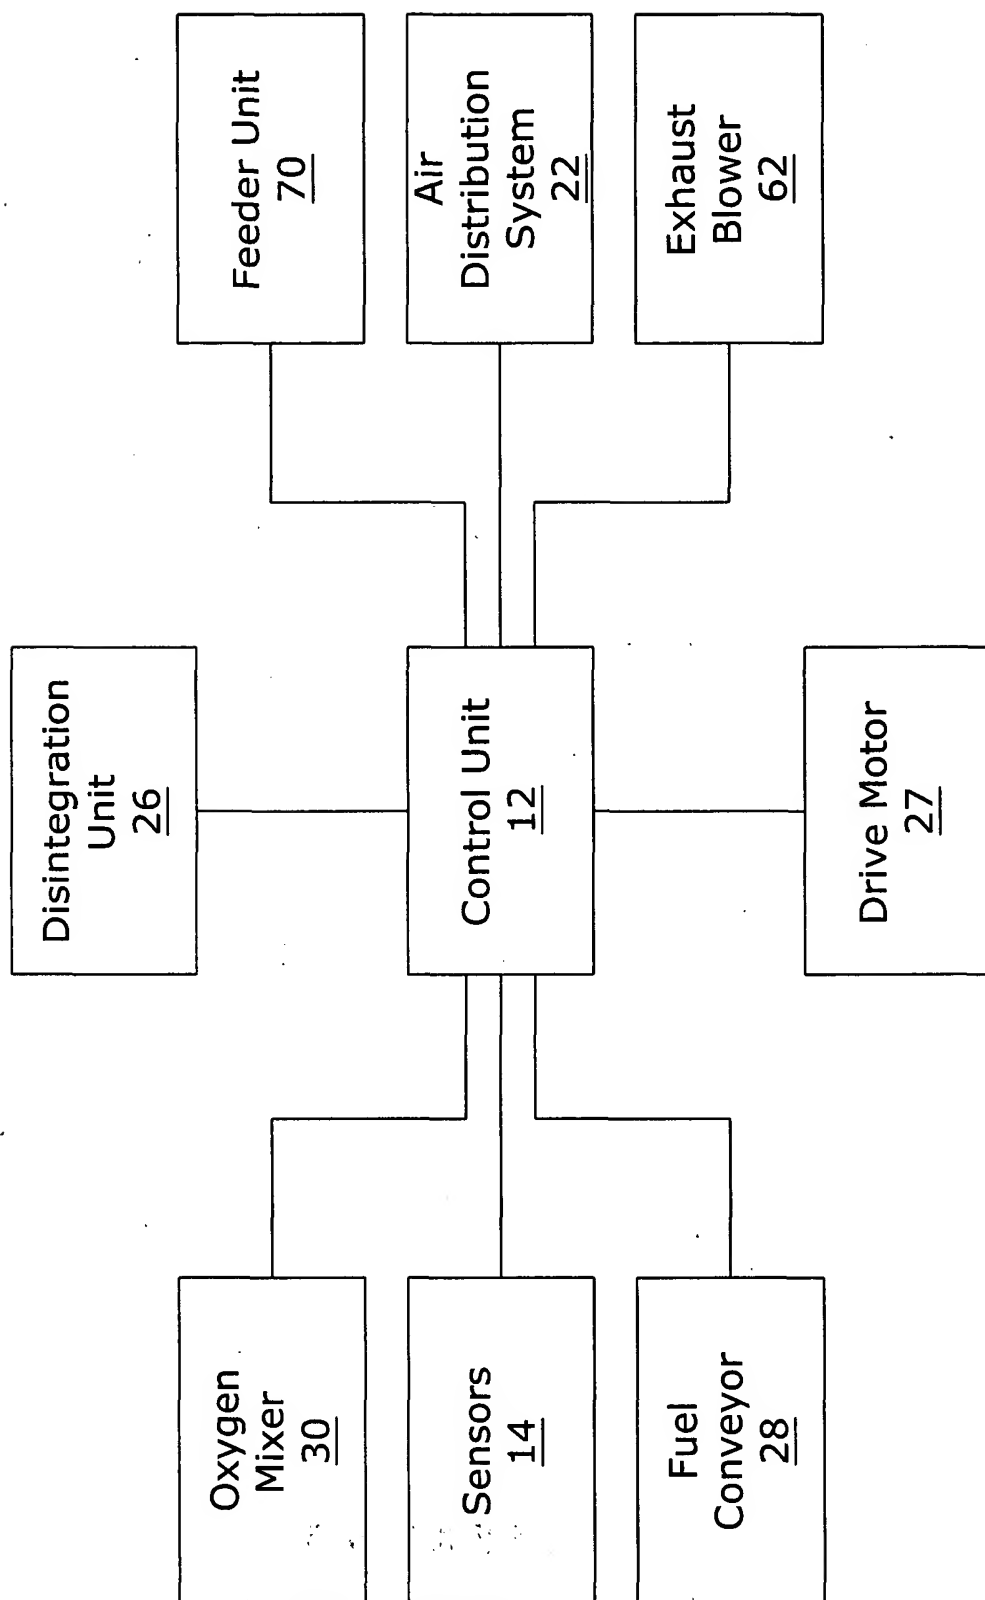 Oxygen
Mixer
30
Sensors
14
Fuel
Conveyor
28
Disintegration
Unit
26
Control Unit
12
Drive Motor
27
Feeder Unit
70
Air
Distribution
System
22
Exhaust
Blower
62